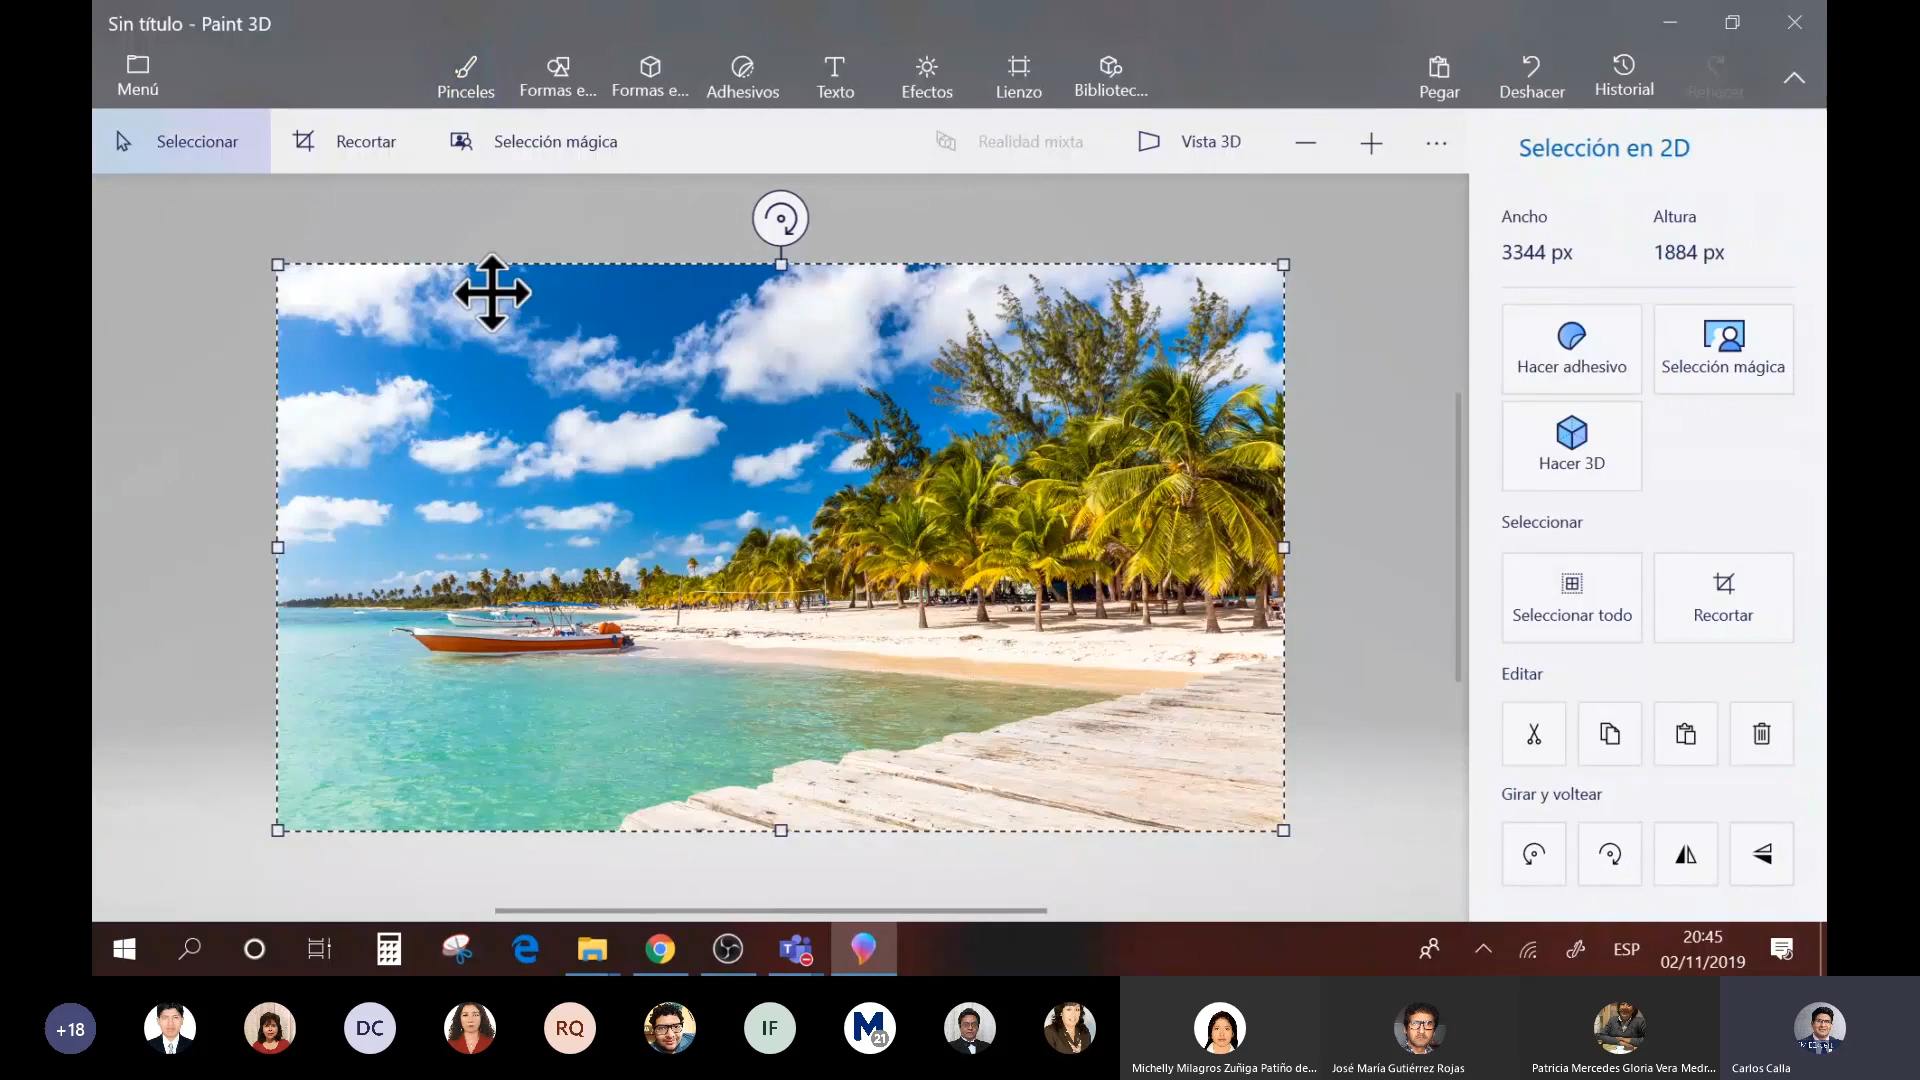 Sin título - Paint 3D
Menú
Pinceles
Formas e...
Formas e...
Adhesivos
Texto
Efectos
Lienzo
Bibliotec...
Pegar
Deshacer
Historial
Rehacer
Seleccionar
Recortar
Selección mágica
Realidad mixta
Vista 3D
Selección en 2D
Ancho
Altura
3344 px
1884 px
Hacer adhesivo
Selección mágica
Hacer 3D
Seleccionar
Seleccionar todo
Recortar
Editar
Girar y voltear
ESP
20:45
02/11/2019
+18
DC
RQ
IF
M
21
Michelly Milagros Zuñiga Patiño de...
José María Gutiérrez Rojas
Patricia Mercedes Gloria Vera Medr...
Carlos Calla